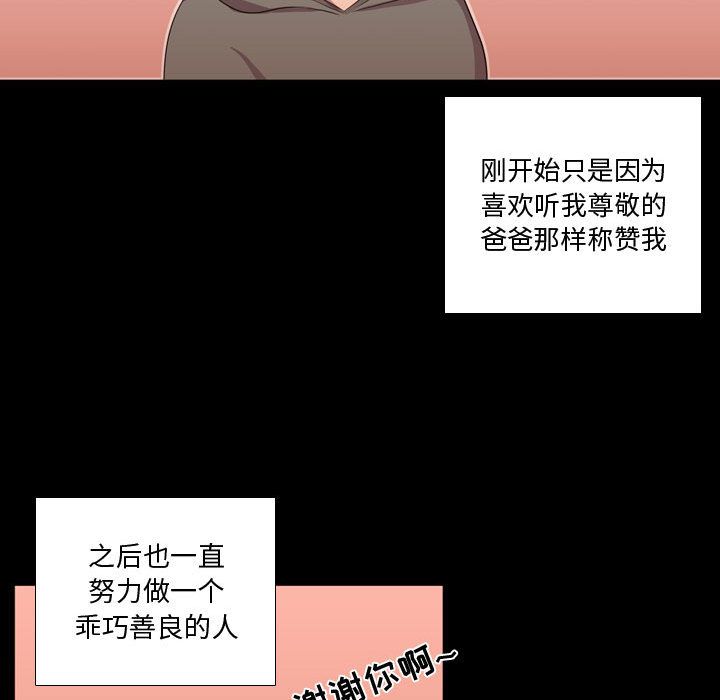 刚开始只是因为
喜欢听我尊敬的
爸爸那样称赞我
之后也一直
努力做一个
乖巧善良的人
谢谢你啊~